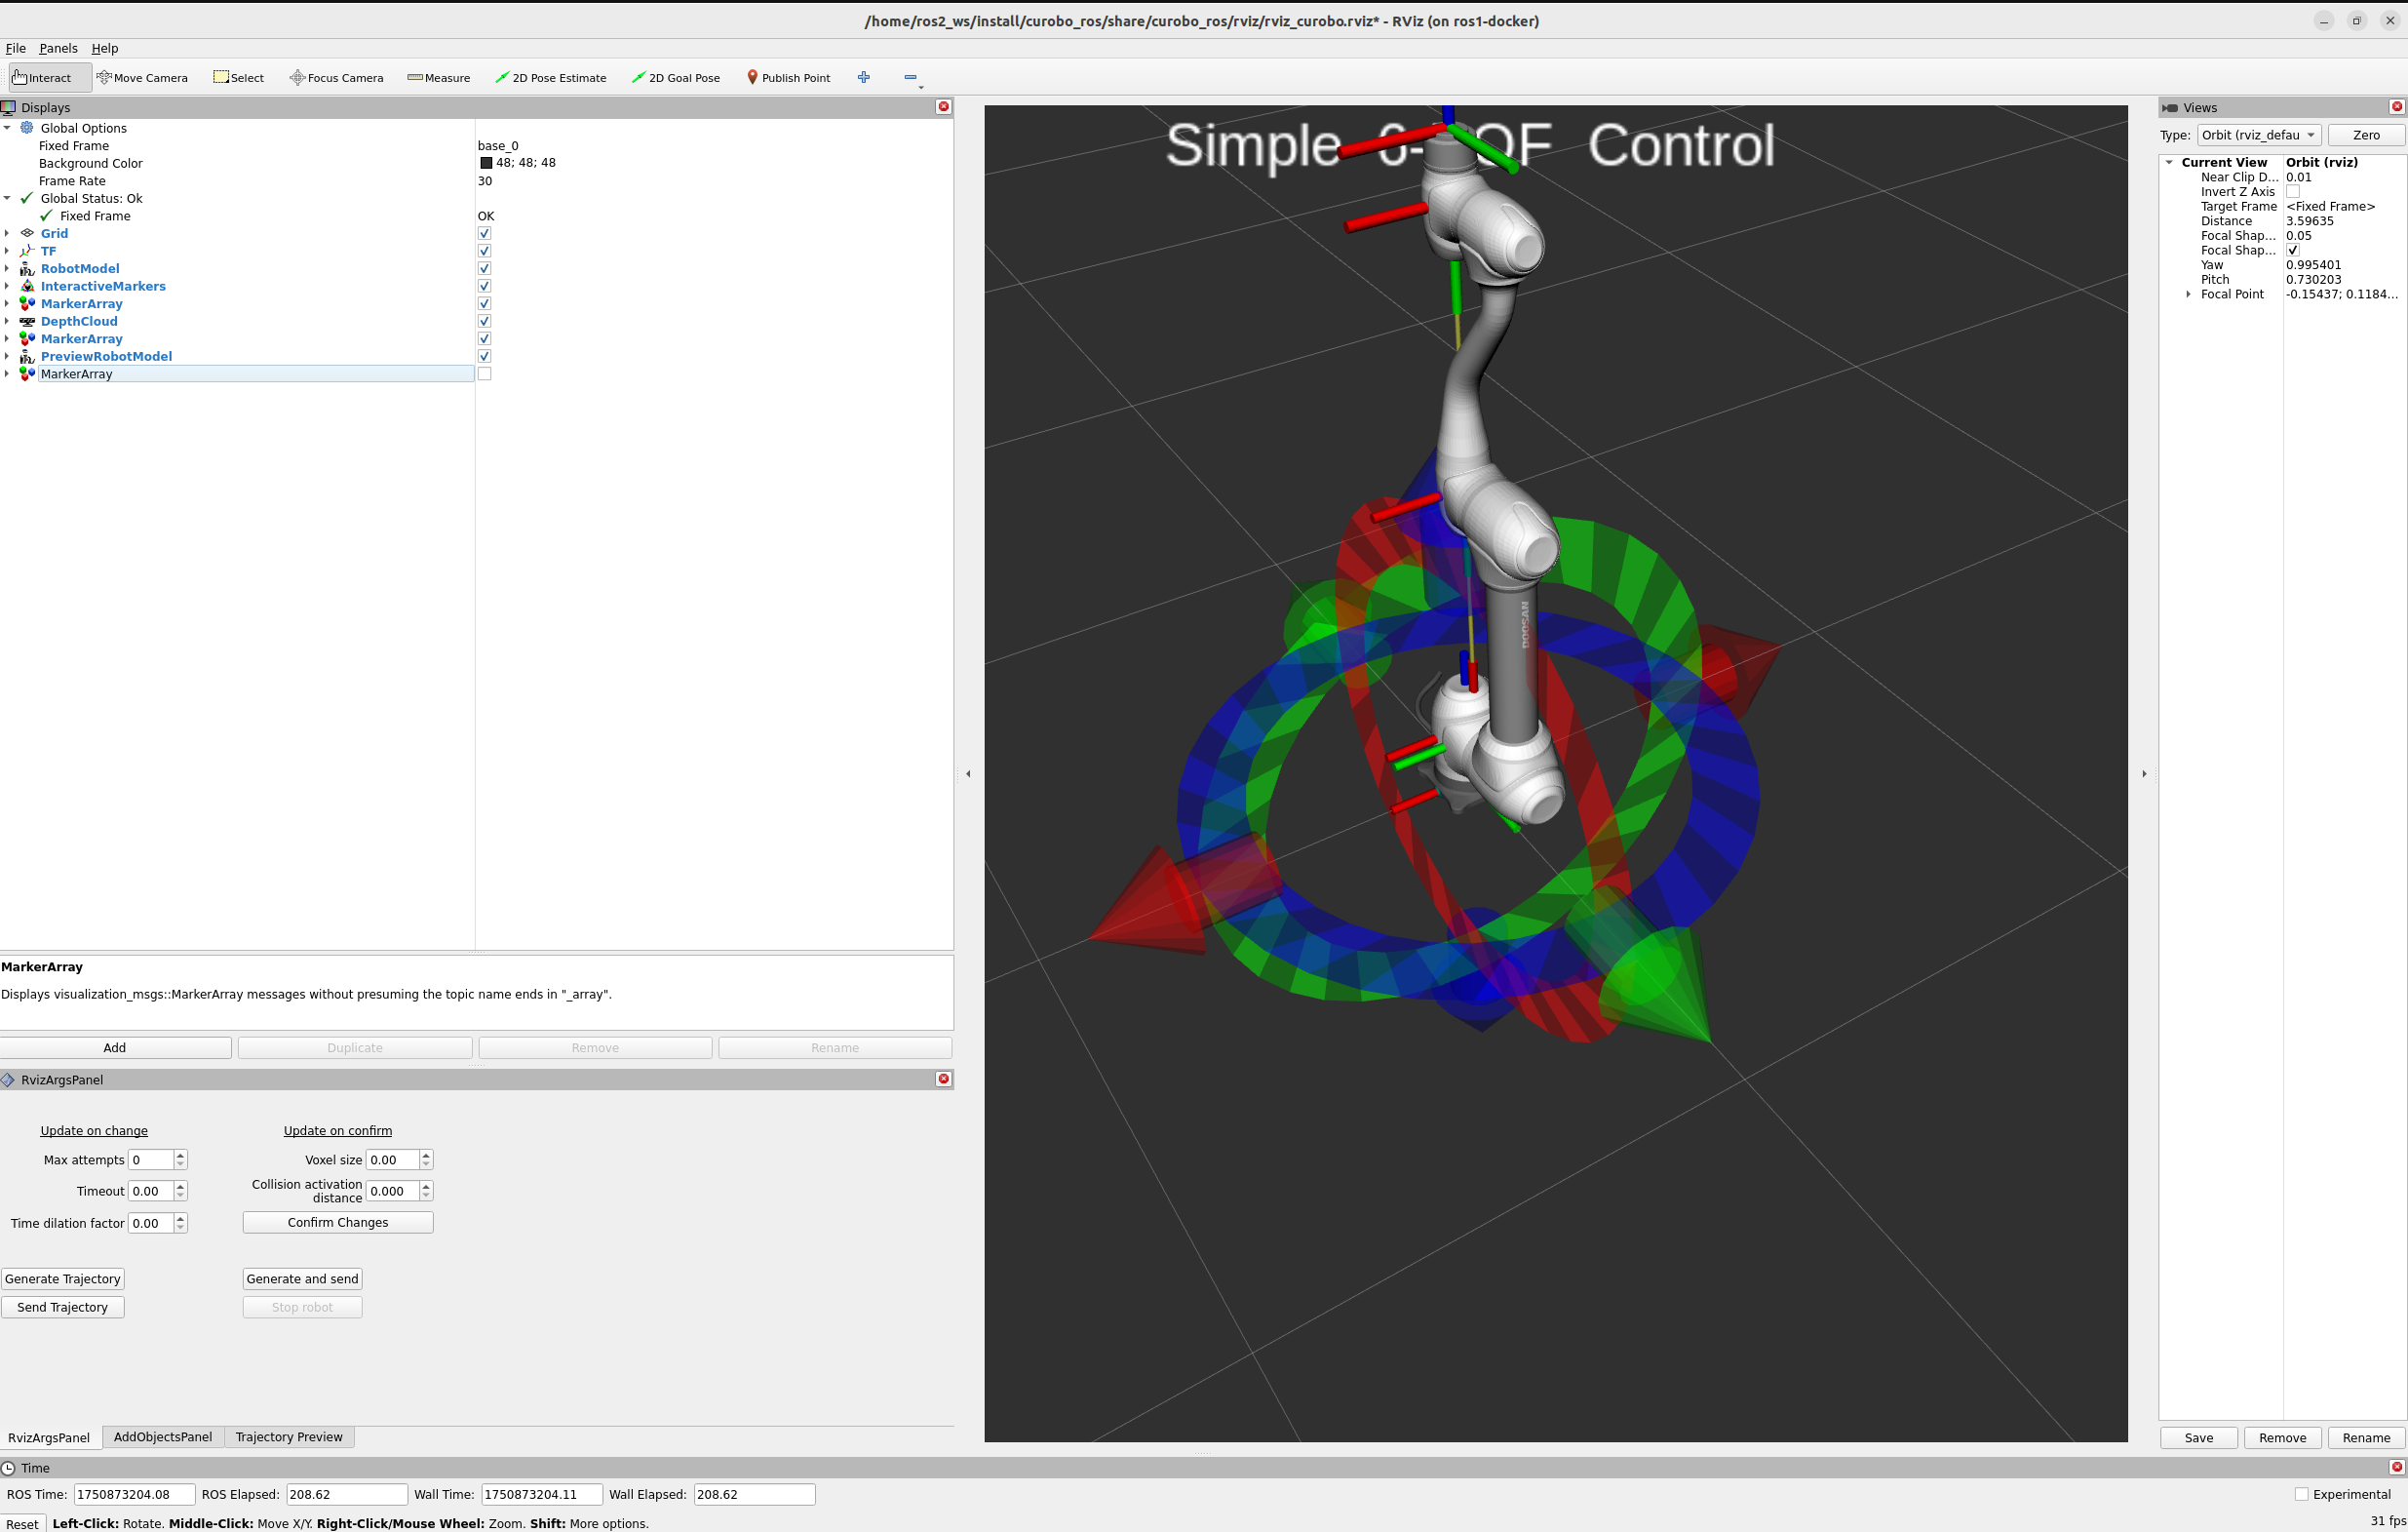 /home/ros2_ws/install/curobo_ros/share/curobo_ros/rviz/rviz_curobo.rviz* - RViz (on ros1-docker)
File Panels Help
Interact Move Camera Select Focus Camera Measure 2D Pose Estimate 2D Goal Pose Publish Point
Displays
Global Options
Fixed Frame base_0
Background Color 48; 48; 48
Frame Rate 30
Global Status: Ok
Fixed Frame OK
Grid
TF
RobotModel
InteractiveMarkers
MarkerArray
DepthCloud
MarkerArray
PreviewRobotModel
MarkerArray
MarkerArray
Displays visualization_msgs::MarkerArray messages without presuming the topic name ends in "_array".
Add Duplicate Remove Rename
RvizArgsPanel
Update on change Update on confirm
Max attempts 0 Voxel size 0.00
Timeout 0.00 Collision activation distance 0.000
Time dilation factor 0.00 Confirm Changes
Generate Trajectory Generate and send
Send Trajectory Stop robot
RvizArgsPanel AddObjectsPanel Trajectory Preview
Simple 6- OF Control
DOOSAN
Views
Type: Orbit (rviz_defau Zero
Current View Orbit (rviz)
Near Clip D... 0.01
Invert Z Axis
Target Frame <Fixed Frame>
Distance 3.59635
Focal Shap... 0.05
Focal Shap...
Yaw 0.995401
Pitch 0.730203
Focal Point -0.15437; 0.1184...
Save Remove Rename
Time
ROS Time: 1750873204.08 ROS Elapsed: 208.62 Wall Time: 1750873204.11 Wall Elapsed: 208.62 Experimental
Reset Left-Click: Rotate. Middle-Click: Move X/Y. Right-Click/Mouse Wheel: Zoom. Shift: More options. 31 fps